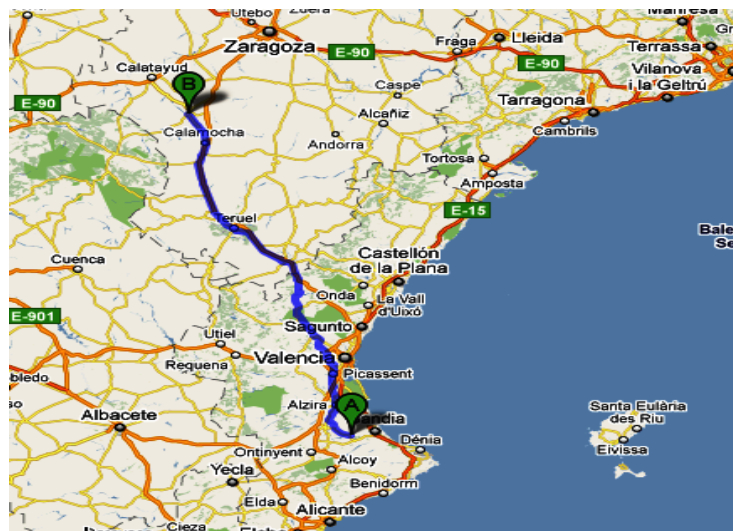 Utebo
Zuera
Zaragoza
Calatayud
E-90
Fraga
Lleida
Manresa
Terrassa
E-90
Vilanova
i la Geltrú
E-90
B
Caspe
Tarragona
Alcañiz
Cambrils
Calamocha
Andorra
Tortosa
Amposta
E-15
Teruel
Castellón
de la Plana
Cuenca
Onda
La Vall
d'Uixó
E-901
Sagunto
Utiel
Valencia
Requena
Picassent
Alzira
A
Albacete
Dénia
Santa Eulària
des Riu
Eivissa
Ontinyent
Alcoy
Yecla
Benidorm
Elda
Alicante
Cieza